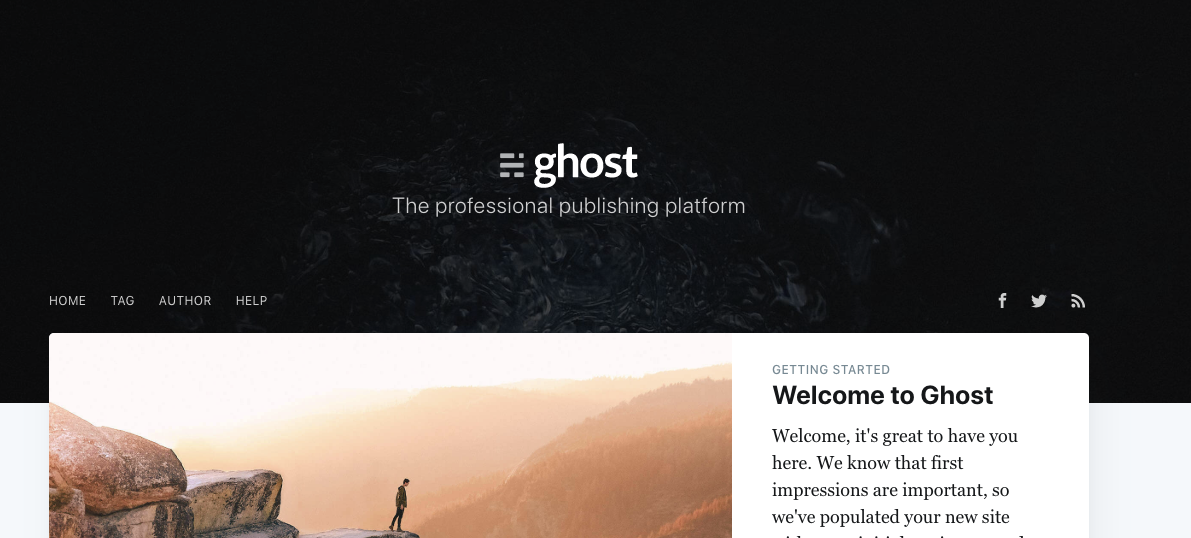 ghost
The professional publishing platform
HOME TAG AUTHOR HELP
GETTING STARTED
Welcome to Ghost
Welcome, it's great to have you
here. We know that first
impressions are important, so
we've populated your new site